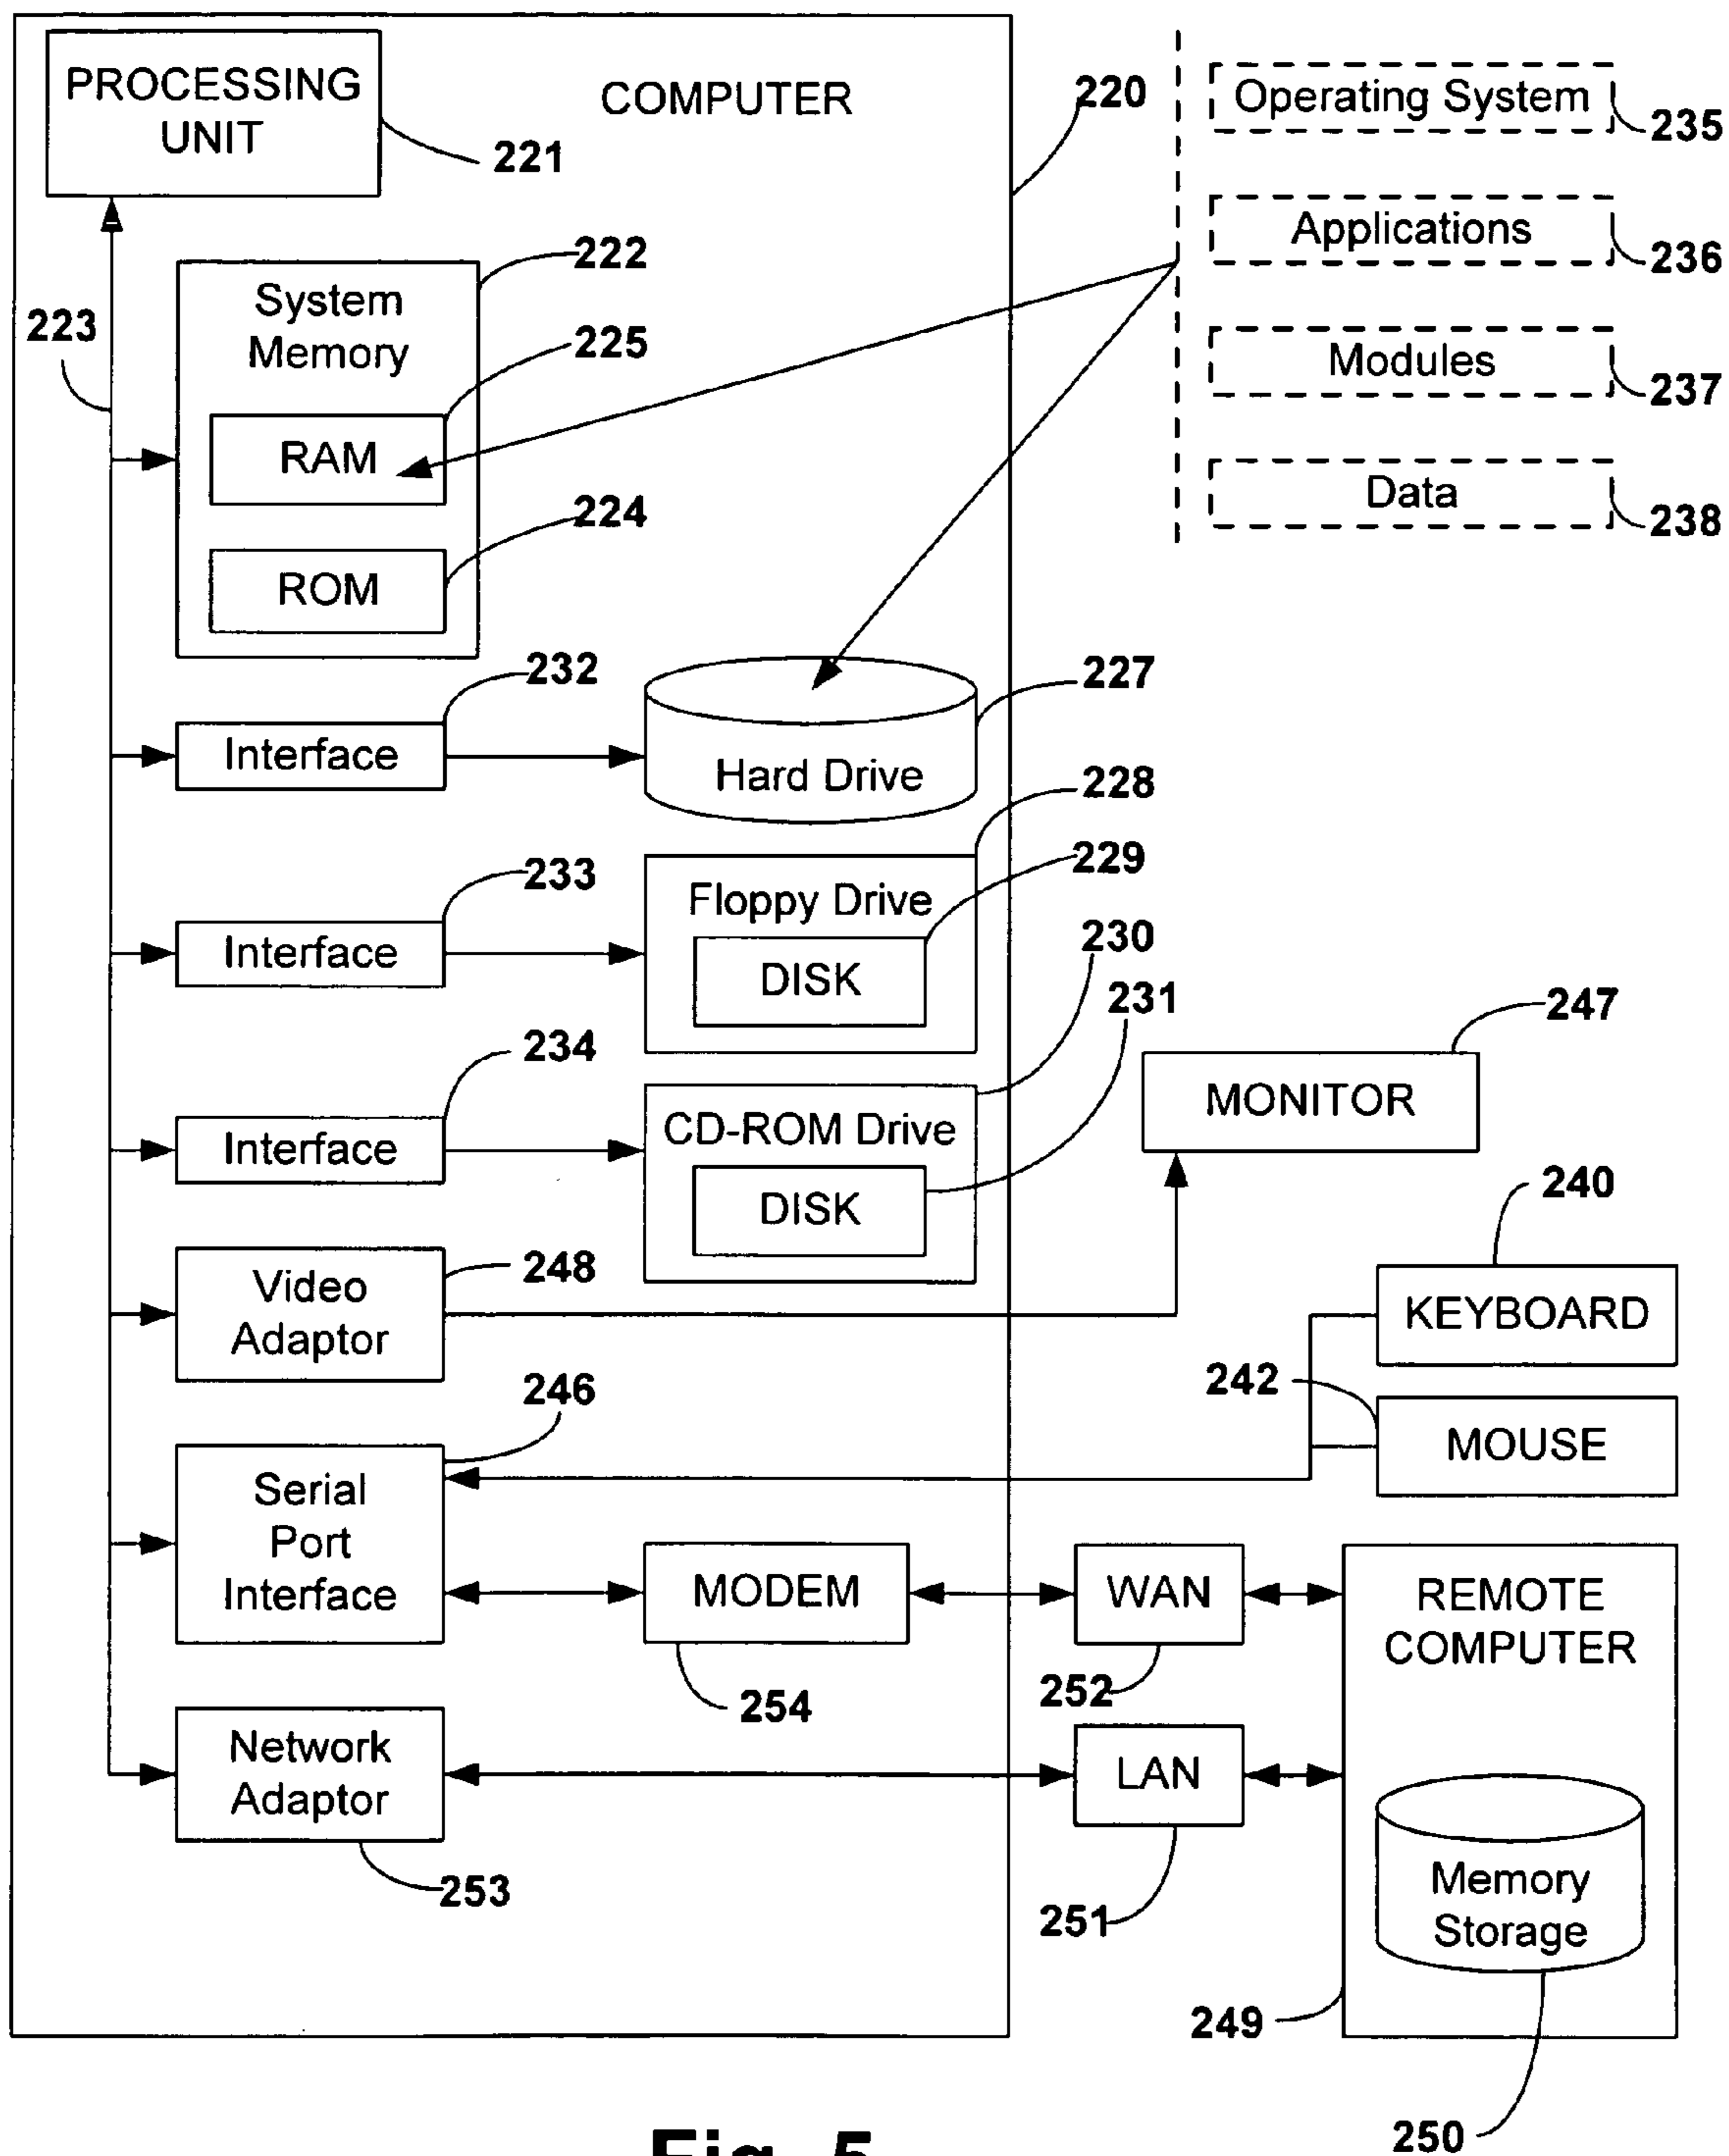 PROCESSING
UNIT
221
COMPUTER
220
Operating System
235
Applications
236
Modules
237
Data
238
223
222
System
Memory
225
RAM
224
ROM
232
Interface
227
Hard Drive
233
Interface
228
229
Floppy Drive
DISK
234
Interface
230
231
CD-ROM Drive
DISK
247
MONITOR
248
Video
Adaptor
240
KEYBOARD
242
MOUSE
246
Serial
Port
Interface
MODEM
254
WAN
252
REMOTE
COMPUTER
Network
Adaptor
253
LAN
251
Memory
Storage
249
250
Fig. 5